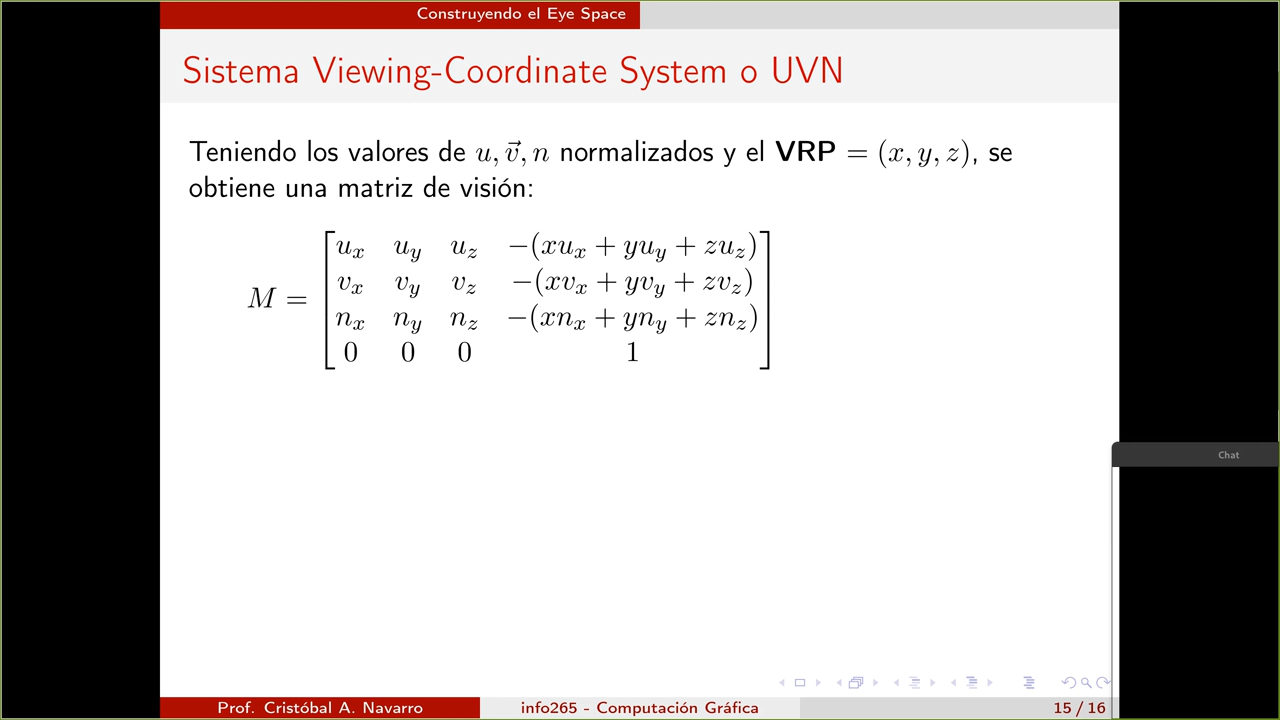 Construyendo el Eye Space
Sistema Viewing-Coordinate System o UVN
Teniendo los valores de u, v⃗, n normalizados y el VRP = (x, y, z), se
obtiene una matriz de visión:
M =
u_x u_y u_z −(xu_x + yu_y + zu_z)
v_x v_y v_z −(xv_x + yv_y + zv_z)
n_x n_y n_z −(xn_x + yn_y + zn_z)
0 0 0 1
Chat
Prof. Cristóbal A. Navarro info265 - Computación Gráfica 15 / 16